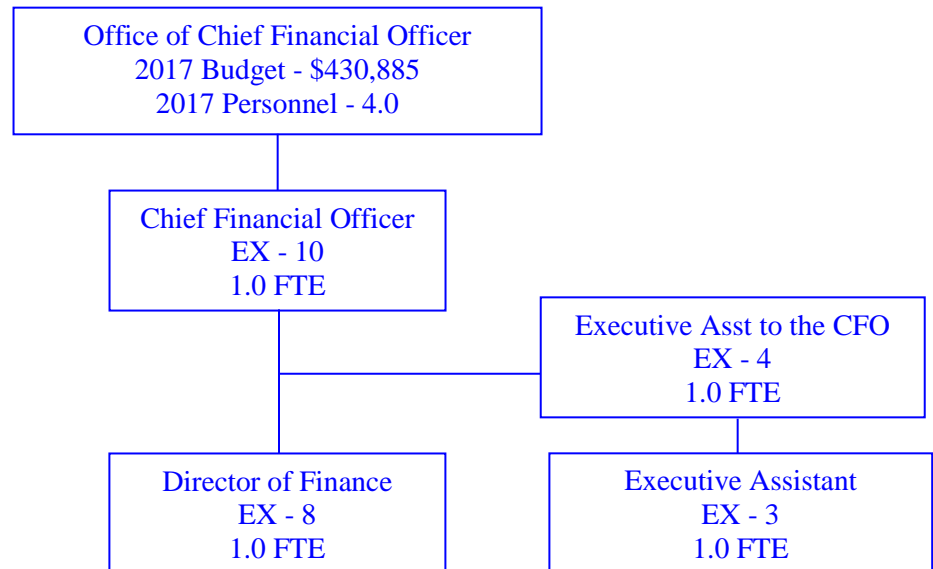 Office of Chief Financial Officer
2017 Budget - $430,885
2017 Personnel - 4.0
Chief Financial Officer
EX - 10
1.0 FTE
Executive Asst to the CFO
EX - 4
1.0 FTE
Director of Finance
EX - 8
1.0 FTE
Executive Assistant
EX - 3
1.0 FTE